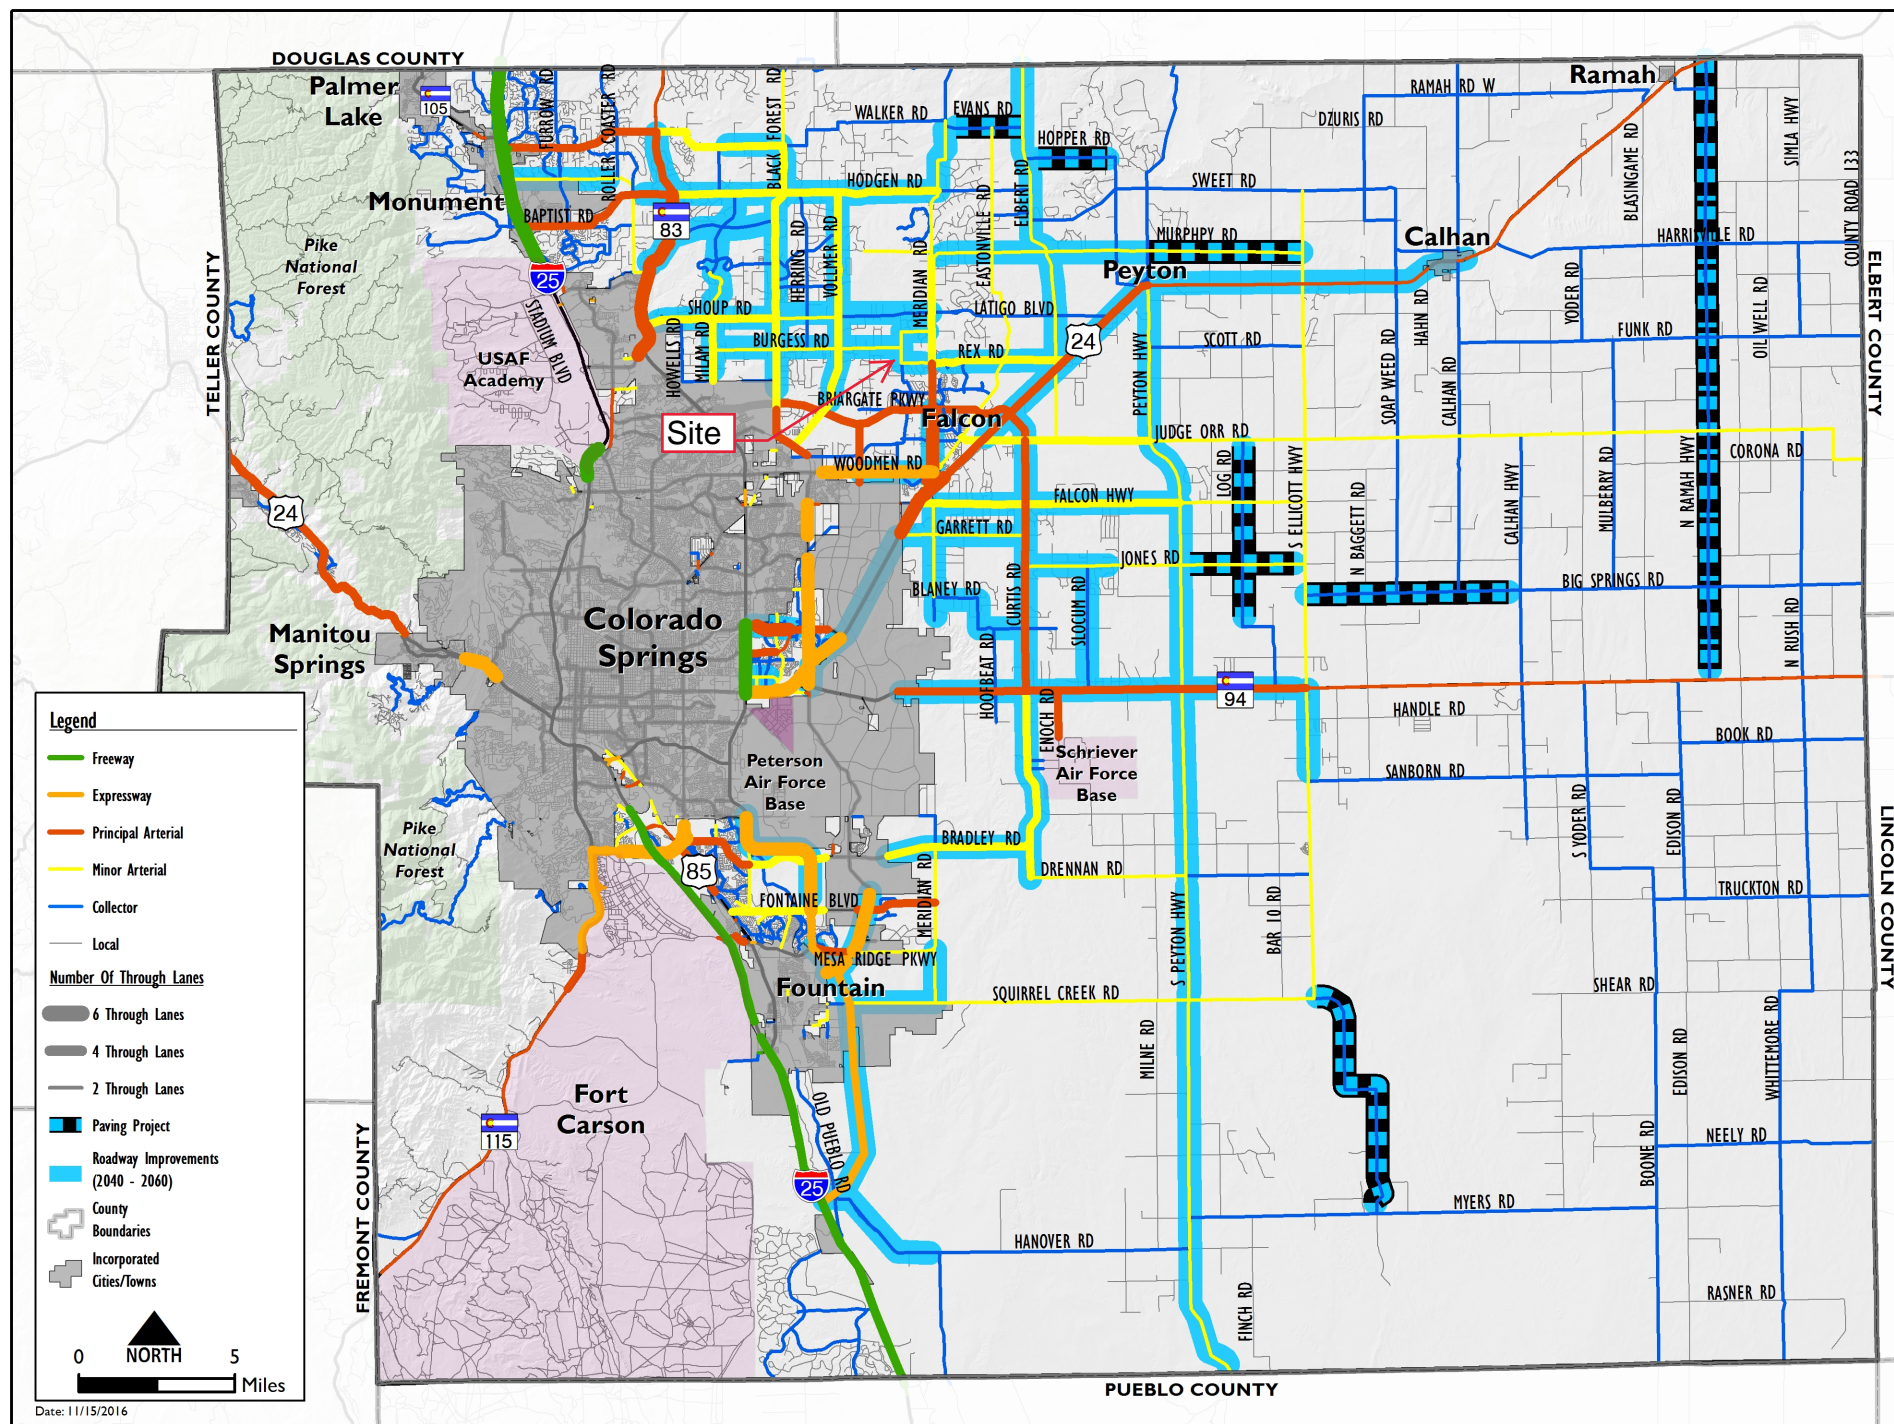 DOUGLAS COUNTY
Palmer
Lake
105
FURROW RD
ROLLER COASTER RD
BLACK FOREST RD
WALKER RD
EVANS RD
HOPPER RD
RAMAH RD W
Ramah
DZURIS RD
BLASINGAME RD
SIMLA HWY
COUNTY ROAD 133
Monument
BAPTIST RD
83
HODGEN RD
SWEET RD
ELBERT RD
EASTONVILLE RD
MERIDIAN RD
HERRING RD
VOLLMER RD
MURPHPY RD
Calhan
HARRISVILLE RD
Pike
National
Forest
25
Peyton
TELLER COUNTY
ELBERT COUNTY
STADIUM BLVD
SHOUP RD
LATIGO BLVD
HOWELLS RD
MILAM RD
BURGESS RD
REX RD
24
SCOTT RD
PEYTON HWY
HAHN RD
YODER RD
FUNK RD
OIL WELL RD
USAF
Academy
SOAP WEED RD
CALHAN RD
BRIARGATE PKWY
Falcon
Site
JUDGE ORR RD
WOODMEN RD
LOG RD
S ELLICOTT HWY
N BAGGETT RD
CALHAN HWY
MULBERRY RD
N RAMAH HWY
CORONA RD
24
FALCON HWY
GARRETT RD
JONES RD
BLANEY RD
CURTIS RD
SLOCUM RD
BIG SPRINGS RD
N RUSH RD
Colorado
Springs
Manitou
Springs
HOOFBEAT RD
94
ENOCH RD
HANDLE RD
BOOK RD
SANBORN RD
Schriever
Air Force
Base
Peterson
Air Force
Base
Pike
National
Forest
S YODER RD
EDISON RD
LINCOLN COUNTY
BRADLEY RD
DRENNAN RD
85
FONTAINE BLVD
MERIDIAN RD
TRUCKTON RD
BAR 10 RD
S PEYTON HWY
MESA RIDGE PKWY
Fountain
SQUIRREL CREEK RD
SHEAR RD
MILNE RD
EDISON RD
WHITTEMORE RD
Fort
Carson
115
OLD PUEBLO RD
25
BOONE RD
NEELY RD
MYERS RD
HANOVER RD
FREMONT COUNTY
FINCH RD
RASNER RD
PUEBLO COUNTY
Legend
Freeway
Expressway
Principal Arterial
Minor Arterial
Collector
Local
Number Of Through Lanes
6 Through Lanes
4 Through Lanes
2 Through Lanes
Paving Project
Roadway Improvements
(2040 - 2060)
County
Boundaries
Incorporated
Cities/Towns
NORTH
0 5
Miles
Date: 11/15/2016